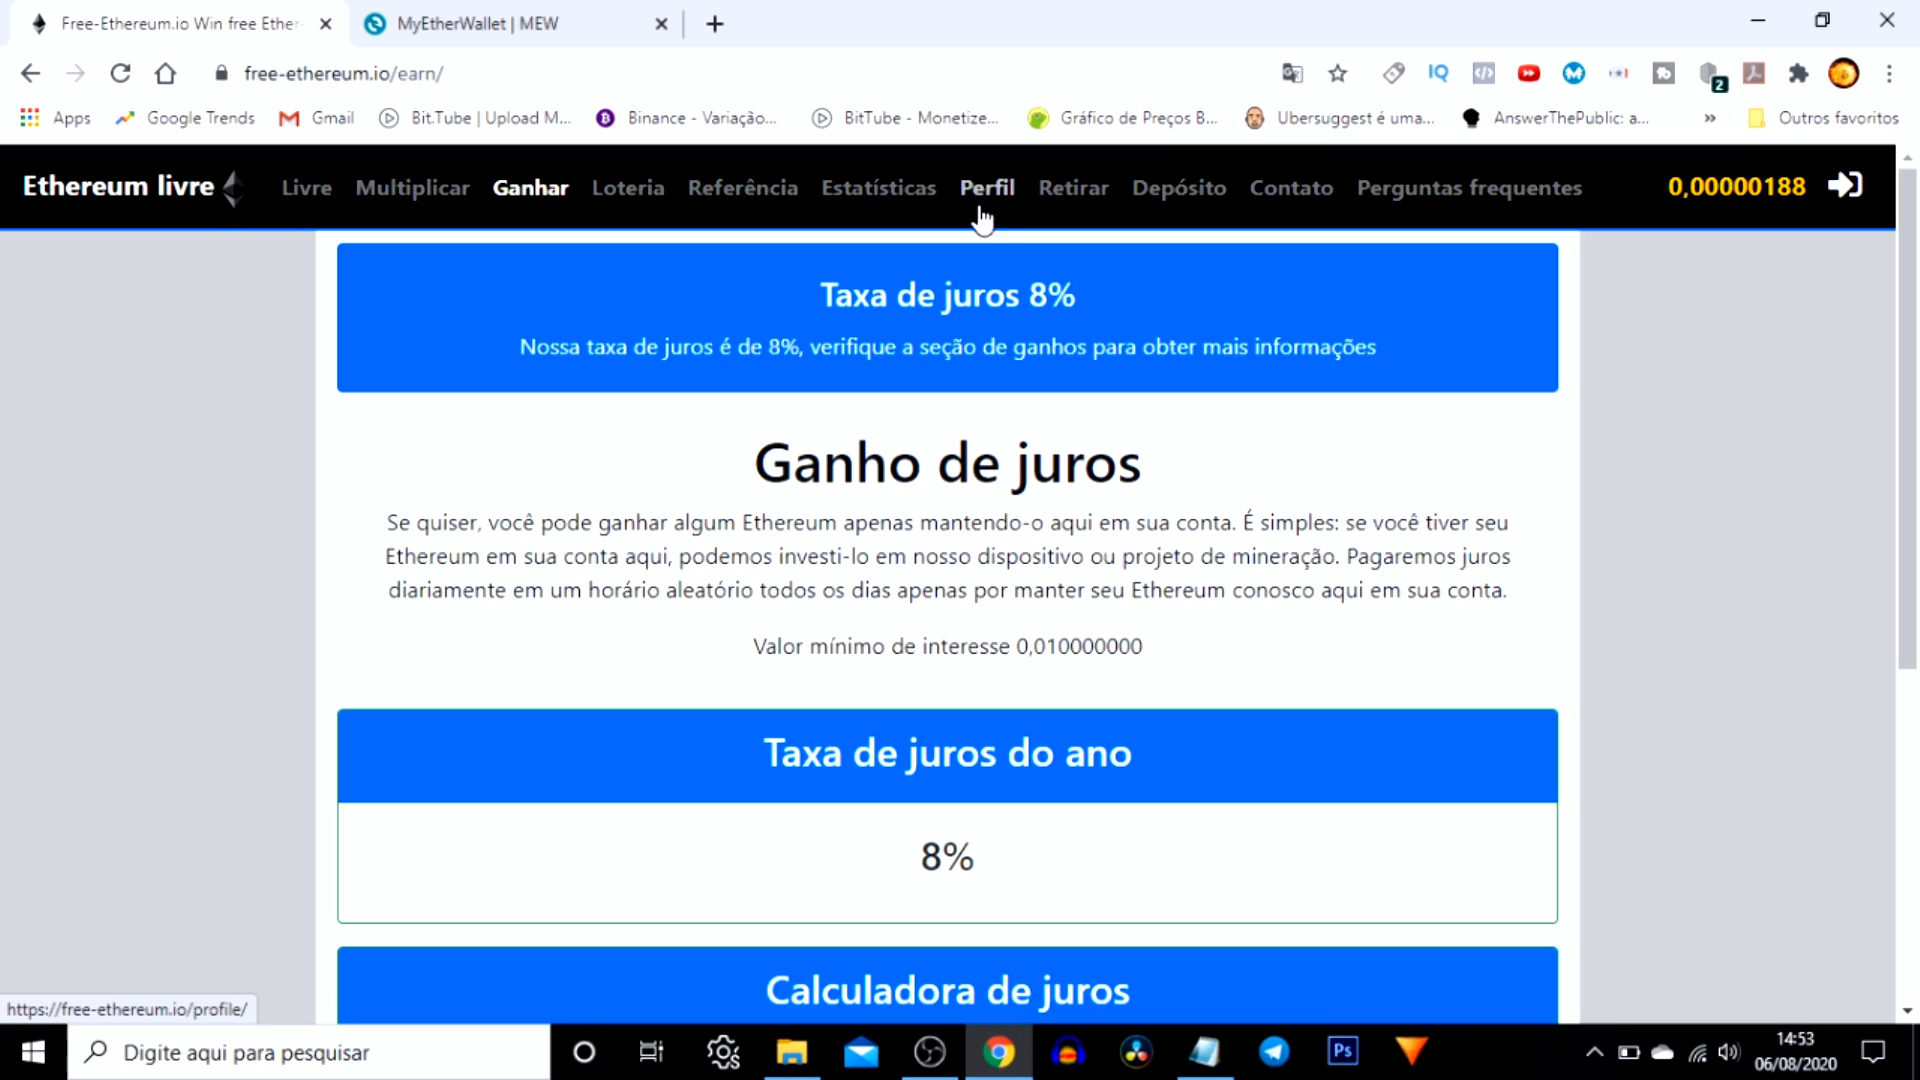 Free-Ethereum.io Win free Ether
MyEtherWallet | MEW
free-ethereum.io/earn/
IQ
2
Apps
Google Trends
Gmail
Bit.Tube | Upload M...
Binance - Variação...
BitTube - Monetize...
Gráfico de Preços B...
Ubersuggest é uma...
AnswerThePublic: a...
»
Outros favoritos
Ethereum livre
Livre
Multiplicar
Ganhar
Loteria
Referência
Estatísticas
Perfil
Retirar
Depósito
Contato
Perguntas frequentes
0,00000188
Taxa de juros 8%
Nossa taxa de juros é de 8%, verifique a seção de ganhos para obter mais informações
Ganho de juros
Se quiser, você pode ganhar algum Ethereum apenas mantendo-o aqui em sua conta. É simples: se você tiver seu
Ethereum em sua conta aqui, podemos investi-lo em nosso dispositivo ou projeto de mineração. Pagaremos juros
diariamente em um horário aleatório todos os dias apenas por manter seu Ethereum conosco aqui em sua conta.
Valor mínimo de interesse 0,010000000
Taxa de juros do ano
8%
Calculadora de juros
https://free-ethereum.io/profile/
Digite aqui para pesquisar
Ps
14:53
06/08/2020